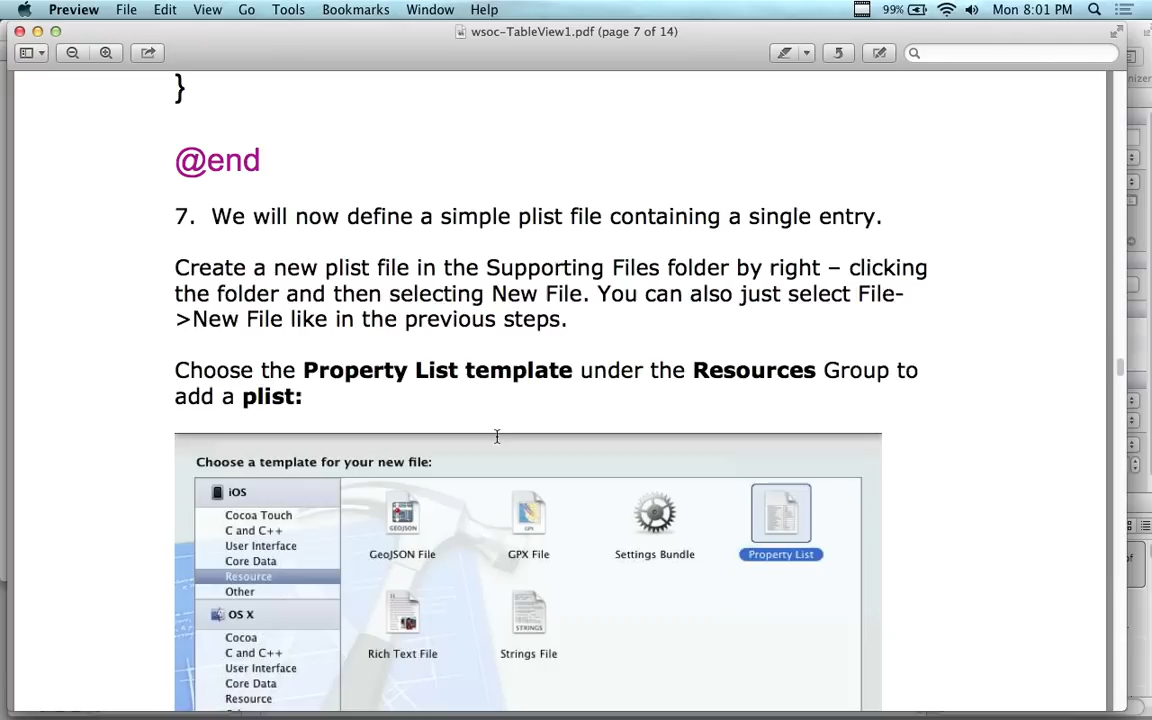 Preview File Edit View Go Tools Bookmarks Window Help 99% Mon 8:01 PM
wsoc-TableView1.pdf (page 7 of 14)
}
@end
7. We will now define a simple plist file containing a single entry.
Create a new plist file in the Supporting Files folder by right – clicking
the folder and then selecting New File. You can also just select File-
>New File like in the previous steps.
Choose the Property List template under the Resources Group to
add a plist:
Choose a template for your new file:
iOS
Cocoa Touch
C and C++
User Interface
Core Data
Resource
Other
OS X
Cocoa
C and C++
User Interface
Core Data
Resource
GEOJSON
GPX
GeoJSON File
GPX File
Settings Bundle
Property List
STRINGS
Rich Text File
Strings File